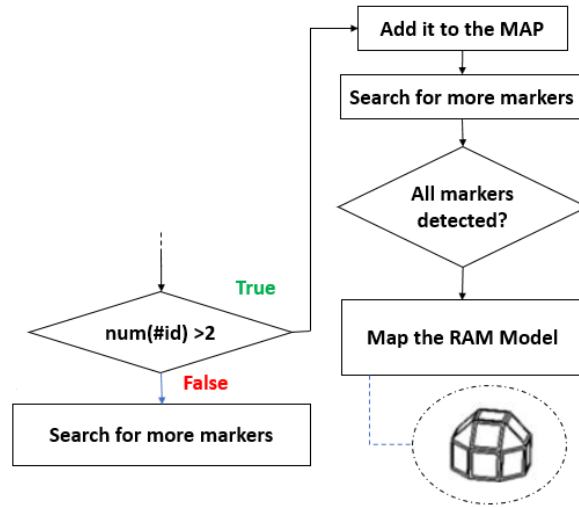 Add it to the MAP
Search for more markers
All markers
detected?
True
num(#id) >2
Map the RAM Model
False
Search for more markers